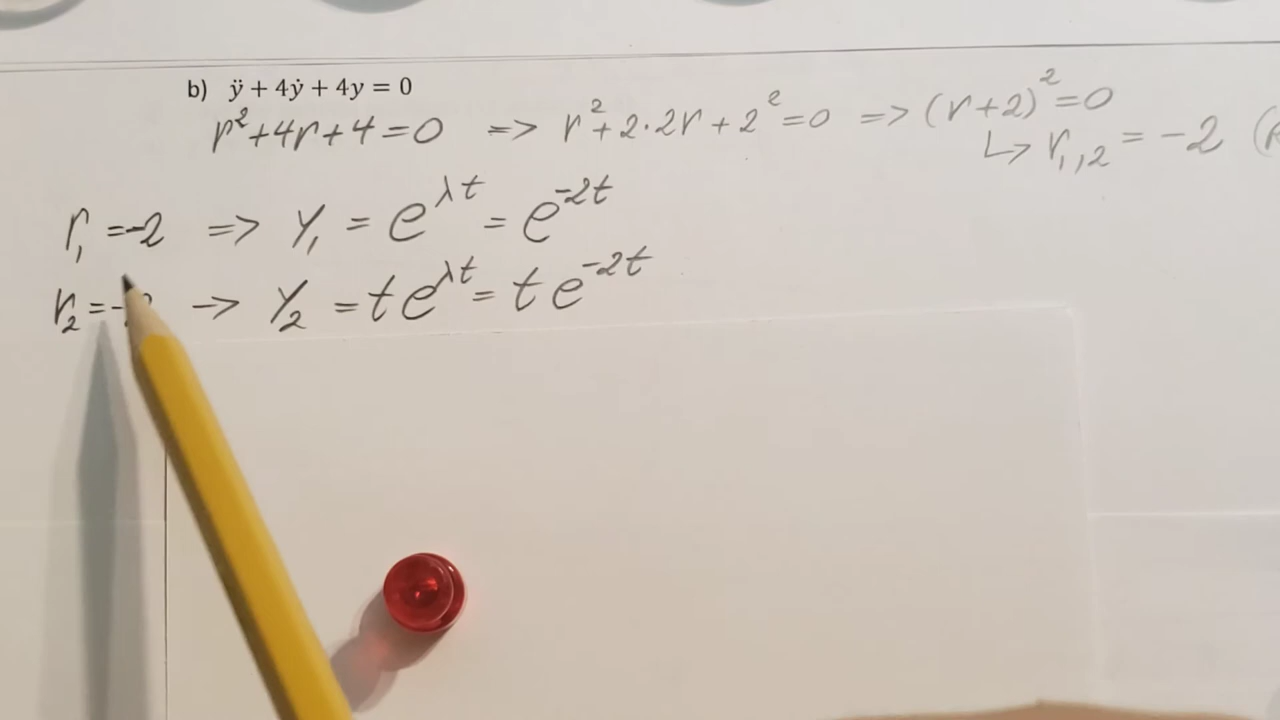 b) ÿ + 4ẏ + 4y = 0
r²+4r+4=0 => r²+2·2r+2²=0 => (r+2)²=0
↳ r₁,₂ = -2
r₁ =-2 => y₁ = e^λt = e^-2t
r₂ =- → y₂ = te^λt = te^-2t